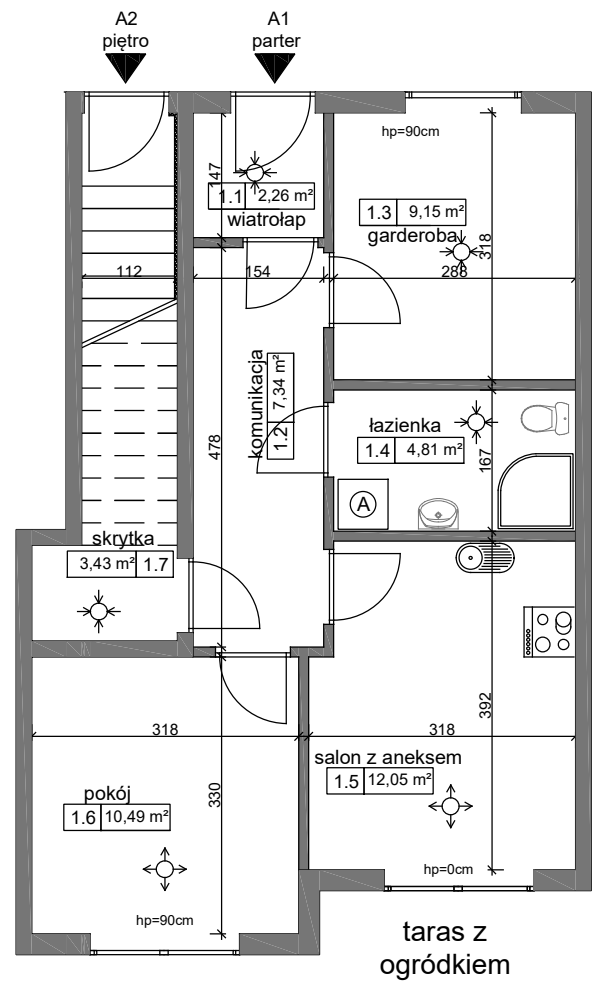 A2
piętro
A1
parter
hp=90cm
147
1.1 2,26 m²
wiatrołap
1.3 9,15 m²
garderoba
318
112
154
288
komunikacja
1.2 7,34 m²
478
łazienka
1.4 4,81 m²
167
A
skrytka
3,43 m² 1.7
392
318
318
salon z aneksem
1.5 12,05 m²
pokój
1.6 10,49 m²
330
hp=0cm
hp=90cm
taras z
ogródkiem